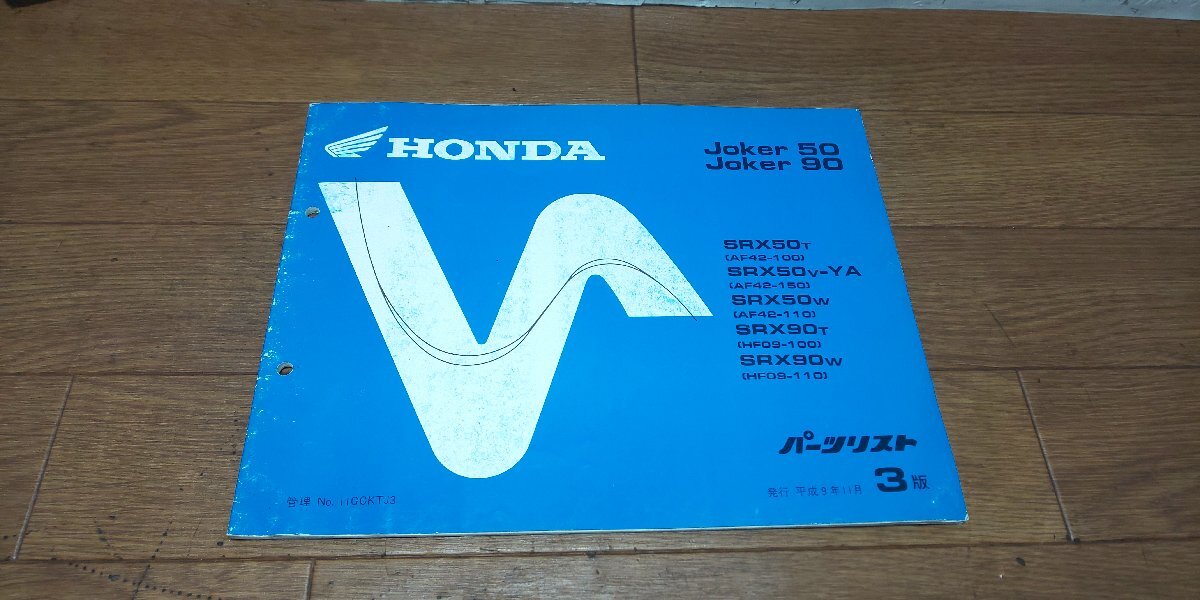 HONDA
Joker 50
Joker 90
SRX50T
(AF42-100)
SRX50V-YA
(AF42-150)
SRX50W
(AF42-110)
SRX90T
(HF09-100)
SRX90W
(HF09-110)
パーツリスト
発行 平成9年11月 3版
管理 No.